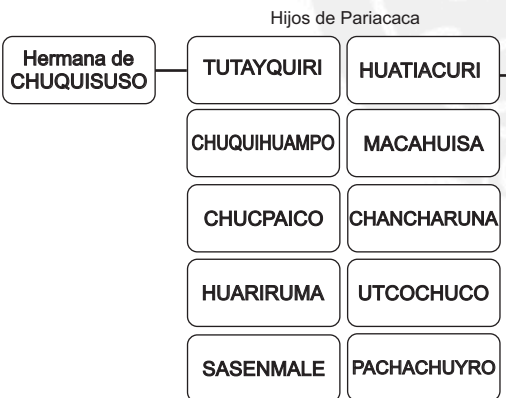 Hijos de Pariacaca
Hermana de
CHUQUISUSO
TUTAYQUIRI
HUATIACURI
CHUQUIHUAMPO
MACAHUISA
CHUCPAICO
CHANCHARUNA
HUARIRUMA
UTCOCHUCO
SASENMALE
PACHACHUYRO